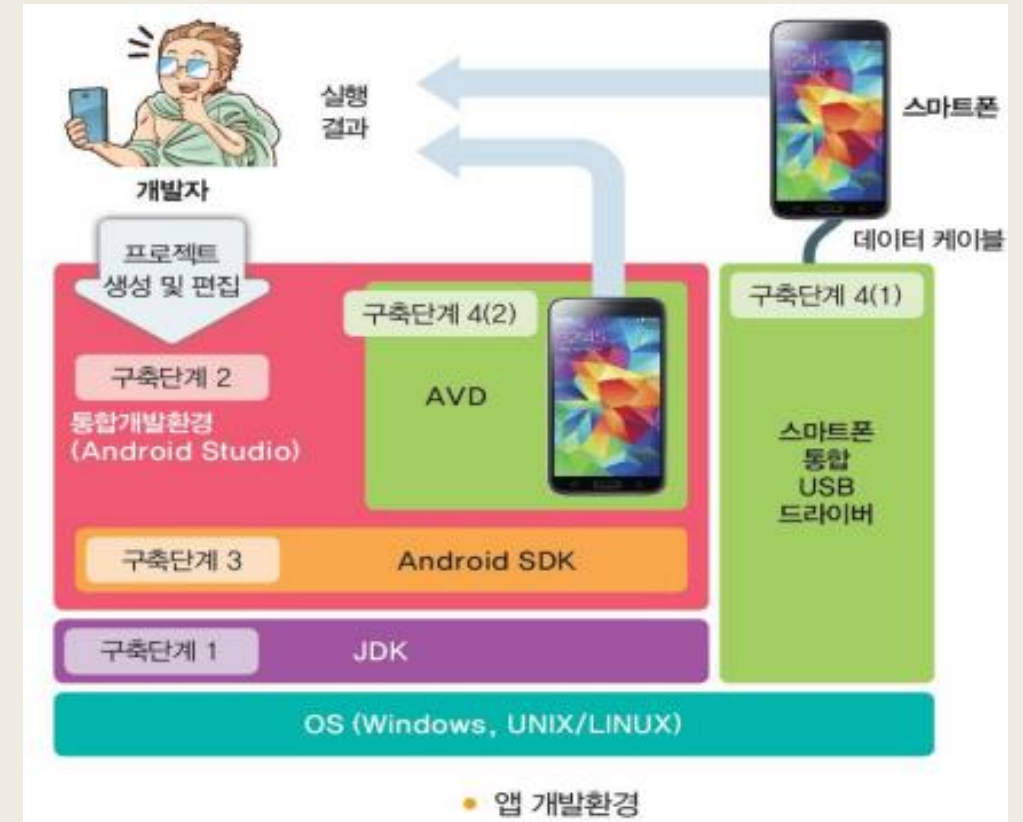 실행
결과
스마트폰
개발자
데이터 케이블
프로젝트
생성 및 편집
구축단계 4(2)
구축단계 4(1)
구축단계 2
AVD
통합개발환경
(Android Studio)
스마트폰
통합
USB
드라이버
구축단계 3
Android SDK
구축단계 1
JDK
OS (Windows, UNIX/LINUX)
• 앱 개발환경